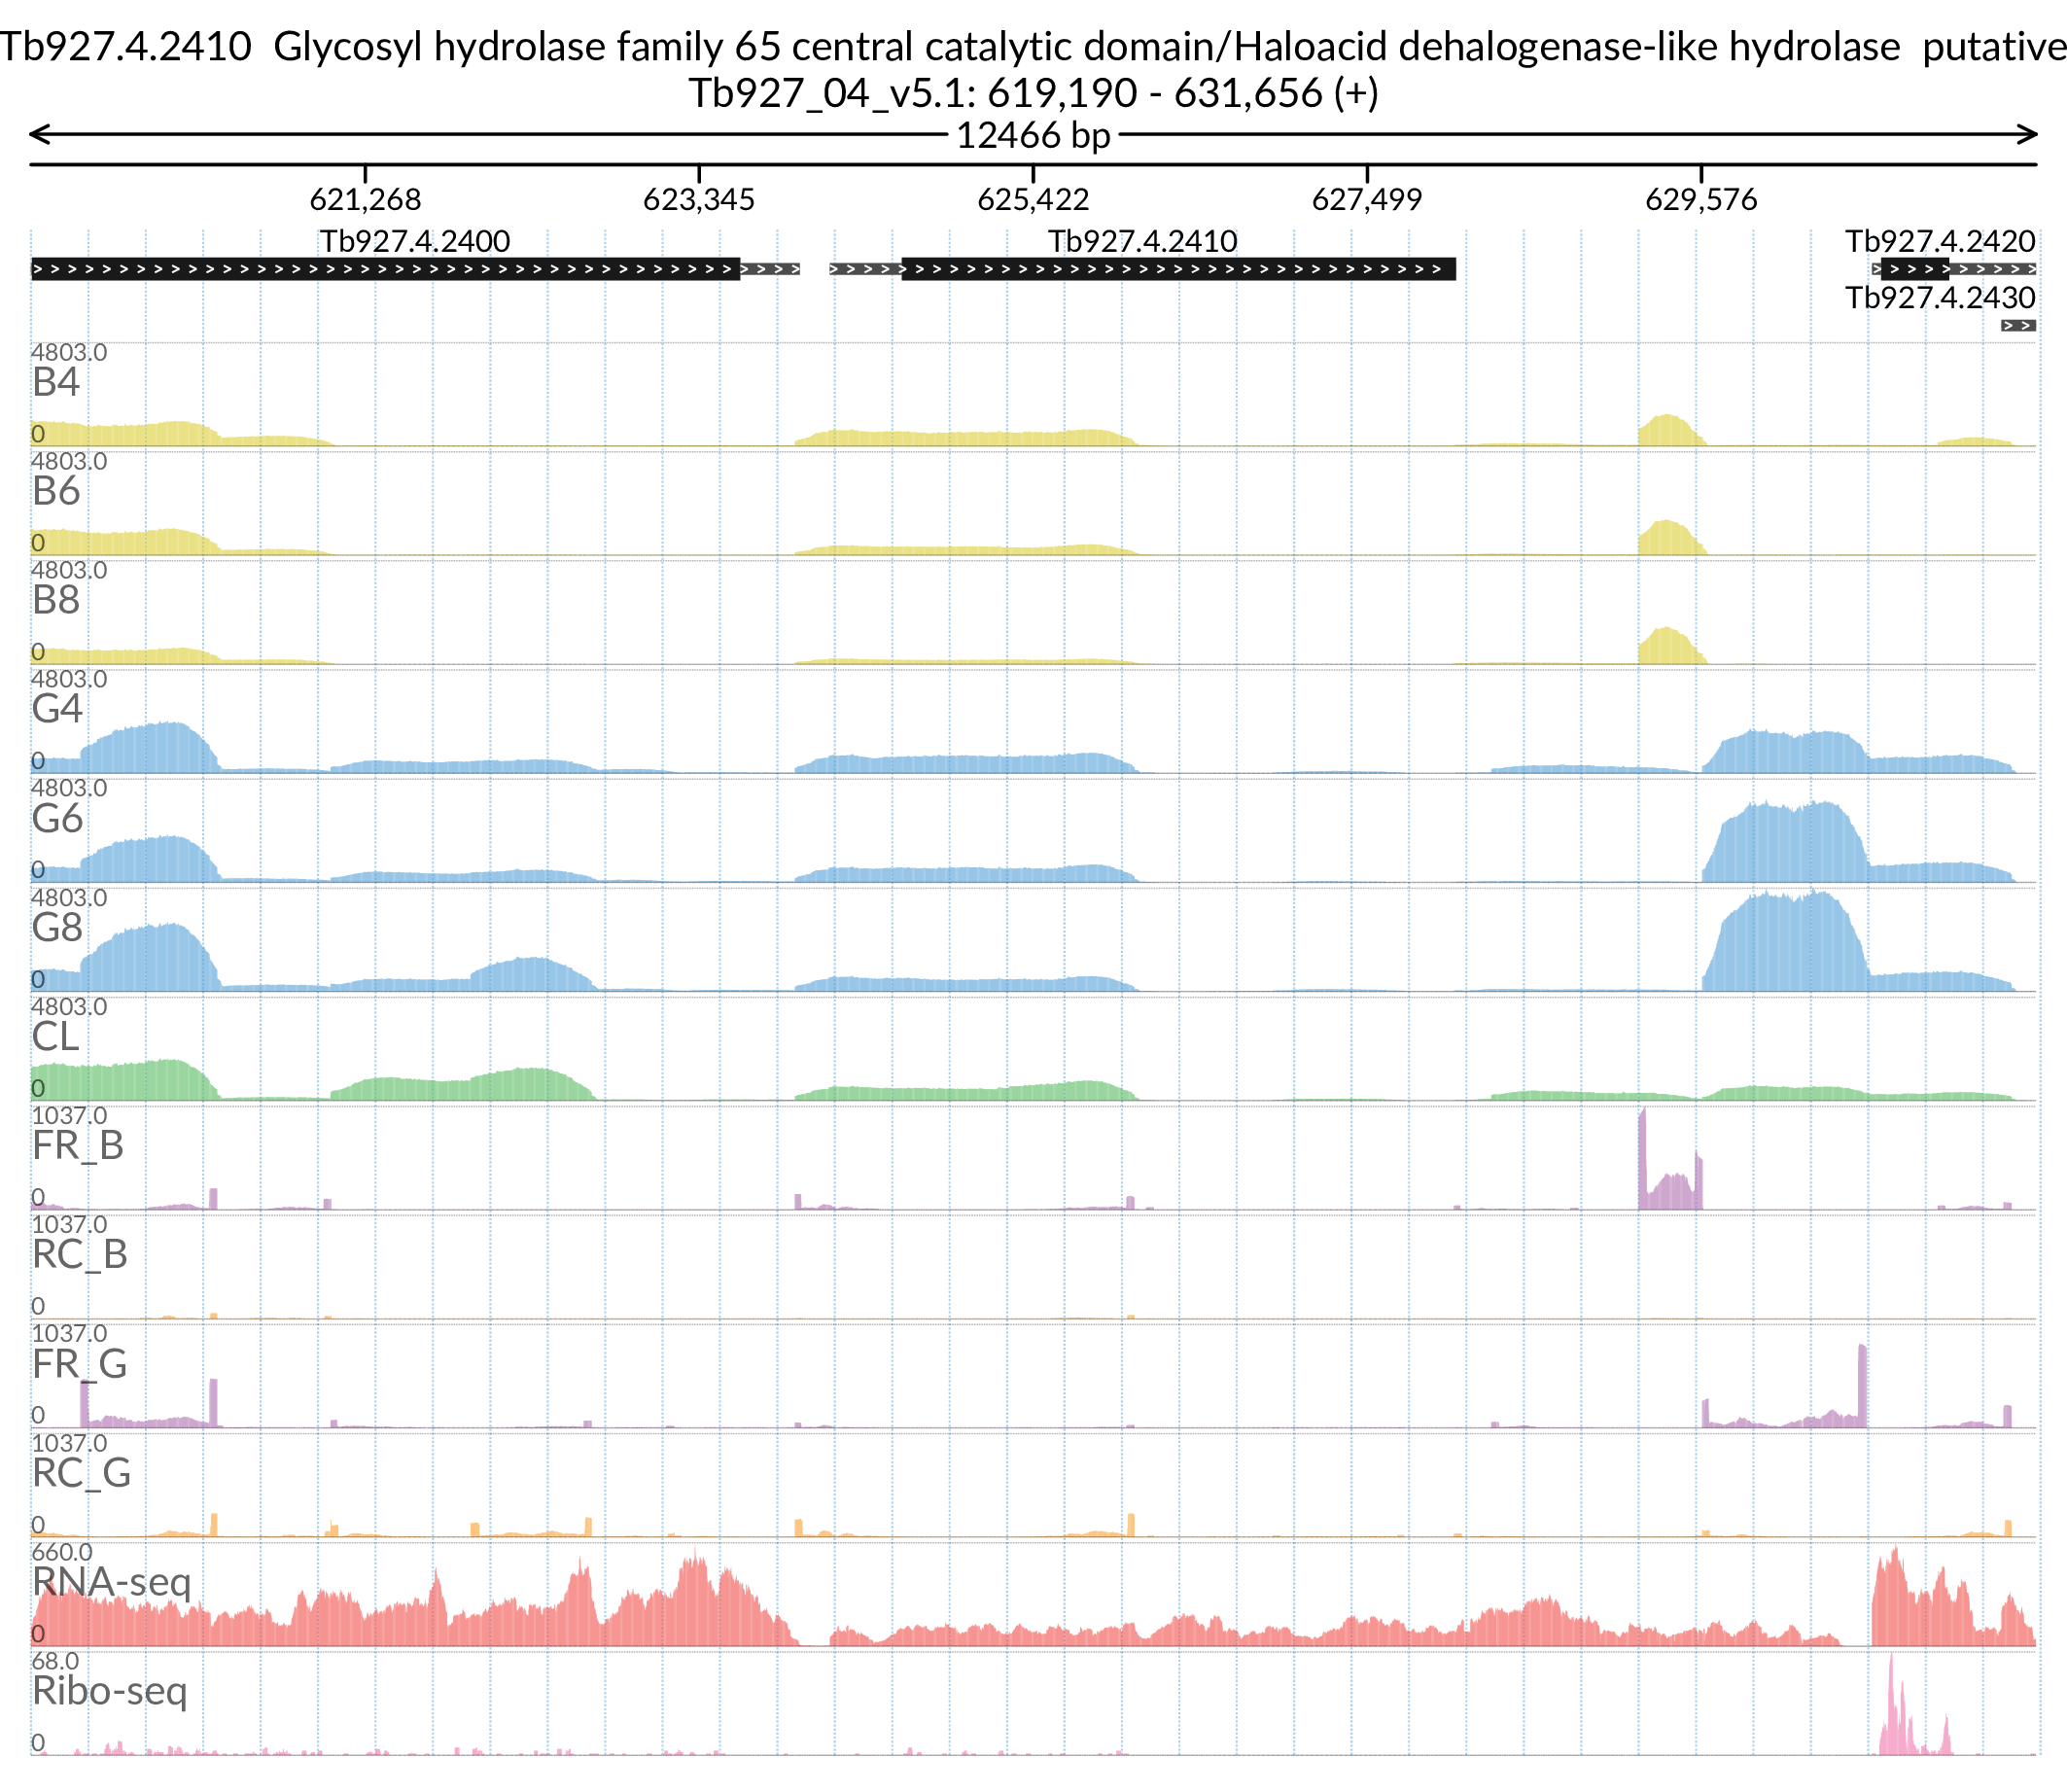 Tb927.4.2410  Glycosyl hydrolase family 65 central catalytic domain/Haloacid dehalogenase-like hydrolase  putative
Tb927_04_v5.1: 619,190 - 631,656 (+)
12466 bp
621,268 623,345 625,422 627,499 629,576
Tb927.4.2400 Tb927.4.2410 Tb927.4.2420
Tb927.4.2430
4803.0
B4
0
4803.0
B6
0
4803.0
B8
0
4803.0
G4
0
4803.0
G6
0
4803.0
G8
0
4803.0
CL
0
1037.0
FR_B
0
1037.0
RC_B
0
1037.0
FR_G
0
1037.0
RC_G
0
660.0
RNA-seq
0
68.0
Ribo-seq
0